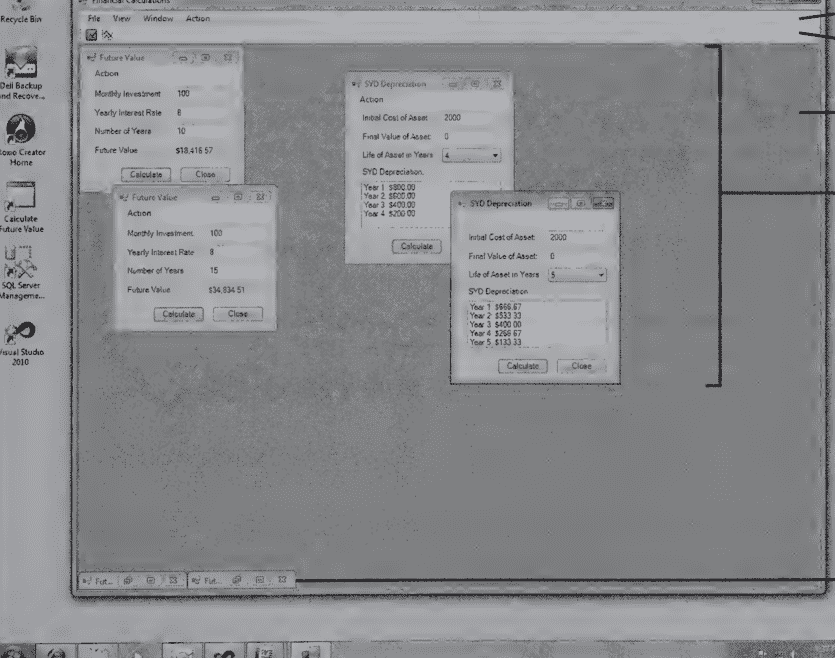 Financial Calculations
File View Window Action
Recycle Bin
Dell Backup
and Recove...
Roxio Creator
Home
Calculate
Future Value
SQL Server
Manageme...
Visual Studio
2010
Future Value
Action
Monthly Investment 100
Yearly Interest Rate 8
Number of Years 10
Future Value $18,416.57
Calculate Close
Future Value
Action
Monthly Investment 100
Yearly Interest Rate 8
Number of Years 15
Future Value $34,834.51
Calculate Close
SYD Depreciation
Action
Initial Cost of Asset: 2000
Final Value of Asset: 0
Life of Asset in Years 4
SYD Depreciation:
Year 1 $800.00
Year 2 $600.00
Year 3 $400.00
Year 4 $200.00
Calculate
SYD Depreciation
Initial Cost of Asset: 2000
Final Value of Asset: 0
Life of Asset in Years 5
SYD Depreciation
Year 1 $666.67
Year 2 $533.33
Year 3 $400.00
Year 4 $266.67
Year 5 $133.33
Calculate Close
Fut... Fut...